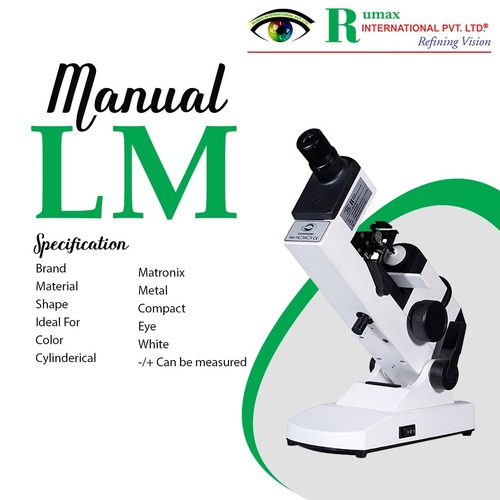 Rumax
INTERNATIONAL PVT. LTD.®
Refining Vision
Manual
LM
Specification
Brand Matronix
Material Metal
Shape Compact
Ideal For Eye
Color White
Cylinderical -/+ Can be measured
Lensmeter